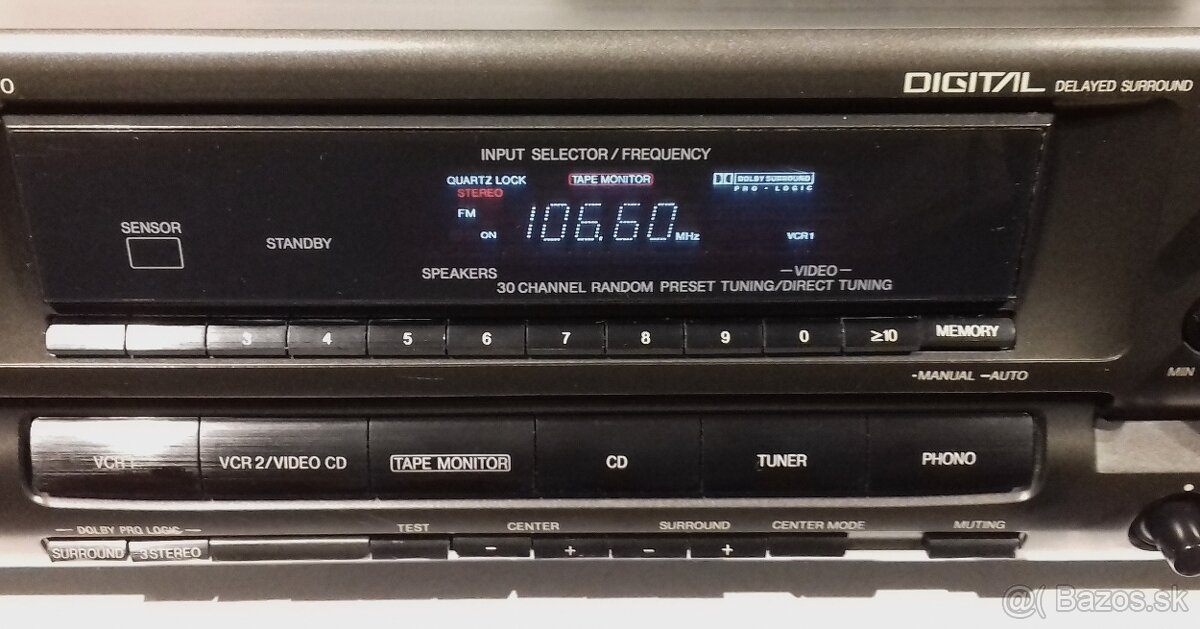 0
DIGITAL DELAYED SURROUND
INPUT SELECTOR / FREQUENCY
QUARTZ LOCK TAPE MONITOR DOLBY SURROUND
STEREO PRO - LOGIC
FM 106.60 MHz
ON VCR1
SENSOR
STANDBY
SPEAKERS – VIDEO –
30 CHANNEL RANDOM PRESET TUNING/DIRECT TUNING
3 4 5 6 7 8 9 0 ≥10 MEMORY
-MANUAL –AUTO
MIN
VCR 1 VCR 2/VIDEO CD TAPE MONITOR CD TUNER PHONO
– DOLBY PRO LOGIC – TEST CENTER SURROUND CENTER MODE MUTING
SURROUND 3 STEREO – + – +
@( Bazos.sk